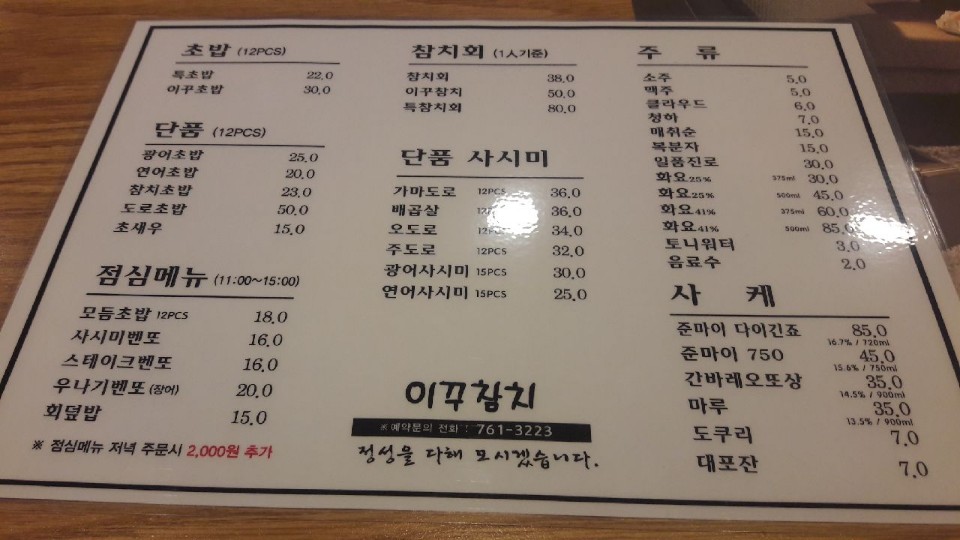 초밥 (12PCS)
특초밥 22.0
이꾸초밥 30.0
단품 (12PCS)
광어초밥 25.0
연어초밥 20.0
참치초밥 23.0
도로초밥 50.0
초새우 15.0
점심메뉴 (11:00~15:00)
모듬초밥 12PCS 18.0
사시미벤또 16.0
스테이크벤또 16.0
우나기벤또 (장어) 20.0
회덮밥 15.0
※ 점심메뉴 저녁 주문시 2,000원 추가
참치회 (1人기준)
참치회 38.0
이꾸참치 50.0
특참치회 80.0
단품 사시미
가마도로 12PCS 36.0
배꼽살 36.0
오도로 34.0
주도로 12PCS 32.0
광어사시미 15PCS 30.0
연어사시미 15PCS 25.0
이꾸참치
※예약문의 전화 : 761-3223
정성을 다해 모시겠습니다.
주 류
소주 5.0
맥주 5.0
클라우드 6.0
청하 7.0
매취순 15.0
복분자 15.0
일품진로 30.0
화요25% 375ml 30.0
화요25% 500ml 45.0
화요41% 375ml 60.0
화요41% 500ml 85.0
토니워터 3.0
음료수 2.0
사 케
준마이 다이긴죠 85.0
16.7% / 720ml
준마이 750 45.0
15.6% / 750ml
간바레오또상 35.0
14.5% / 900ml
마루 35.0
13.5% / 900ml
도쿠리 7.0
대포잔 7.0